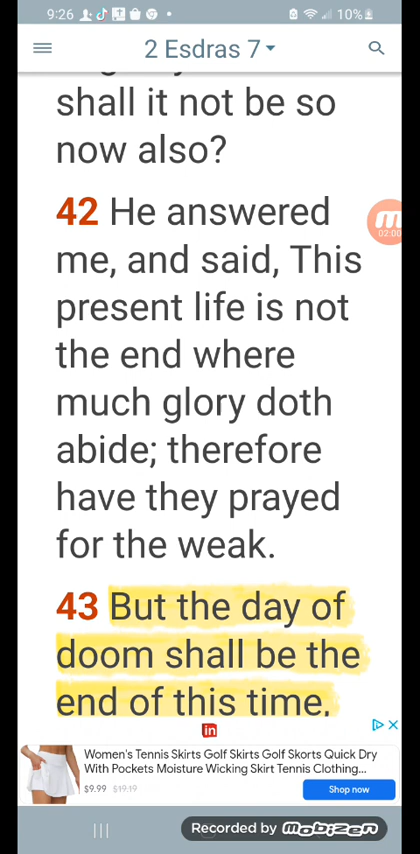 9:26
10%
2 Esdras 7
shall it not be so
now also?
42 He answered
me, and said, This
present life is not
the end where
much glory doth
abide; therefore
have they prayed
for the weak.
43 But the day of
doom shall be the
end of this time,
in
Women's Tennis Skirts Golf Skirts Golf Skorts Quick Dry
With Pockets Moisture Wicking Skirt Tennis Clothing...
$9.99 $19.19
Shop now
02:00
Recorded by mobizen